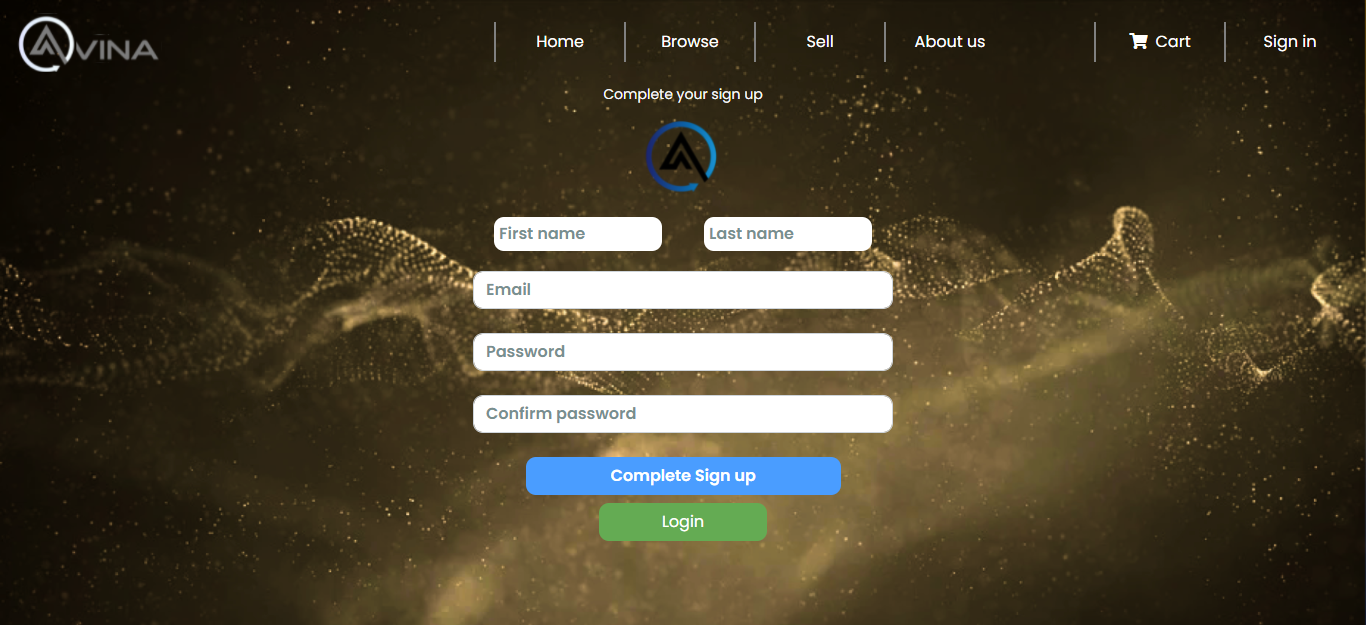 AVINA
Home
Browse
Sell
About us
Cart
Sign in
Complete your sign up
First name
Last name
Email
Password
Confirm password
Complete Sign up
Login